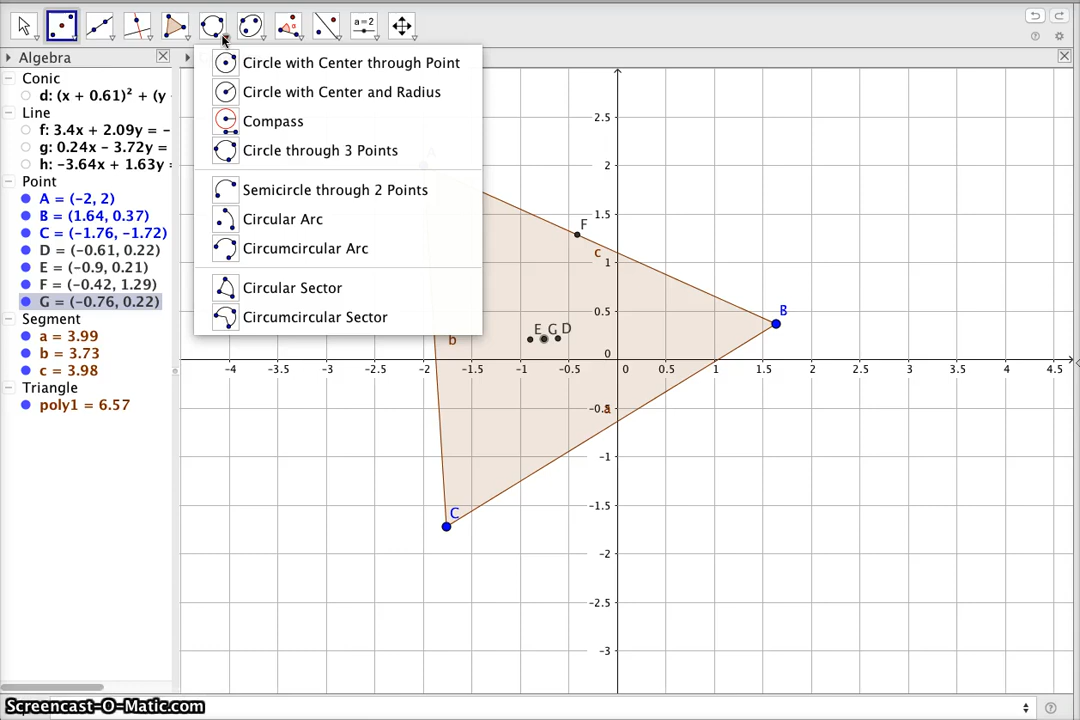 a=2
Algebra
Conic
d: (x + 0.61)² + (y
Line
f: 3.4x + 2.09y = -
g: 0.24x - 3.72y =
h: -3.64x + 1.63y =
Point
A = (-2, 2)
B = (1.64, 0.37)
C = (-1.76, -1.72)
D = (-0.61, 0.22)
E = (-0.9, 0.21)
F = (-0.42, 1.29)
G = (-0.76, 0.22)
Segment
a = 3.99
b = 3.73
c = 3.98
Triangle
poly1 = 6.57
Circle with Center through Point
Circle with Center and Radius
Compass
Circle through 3 Points
Semicircle through 2 Points
Circular Arc
Circumcircular Arc
Circular Sector
Circumcircular Sector
2.5
2
1.5
F
c
1
B
0.5
E G D
b
0
-4 -3.5 -3 -2.5 -2 -1.5 -1 -0.5 0 0.5 1 1.5 2 2.5 3 3.5 4 4.5
-0.5
-1
C
-1.5
-2
-2.5
-3
Screencast-O-Matic.com